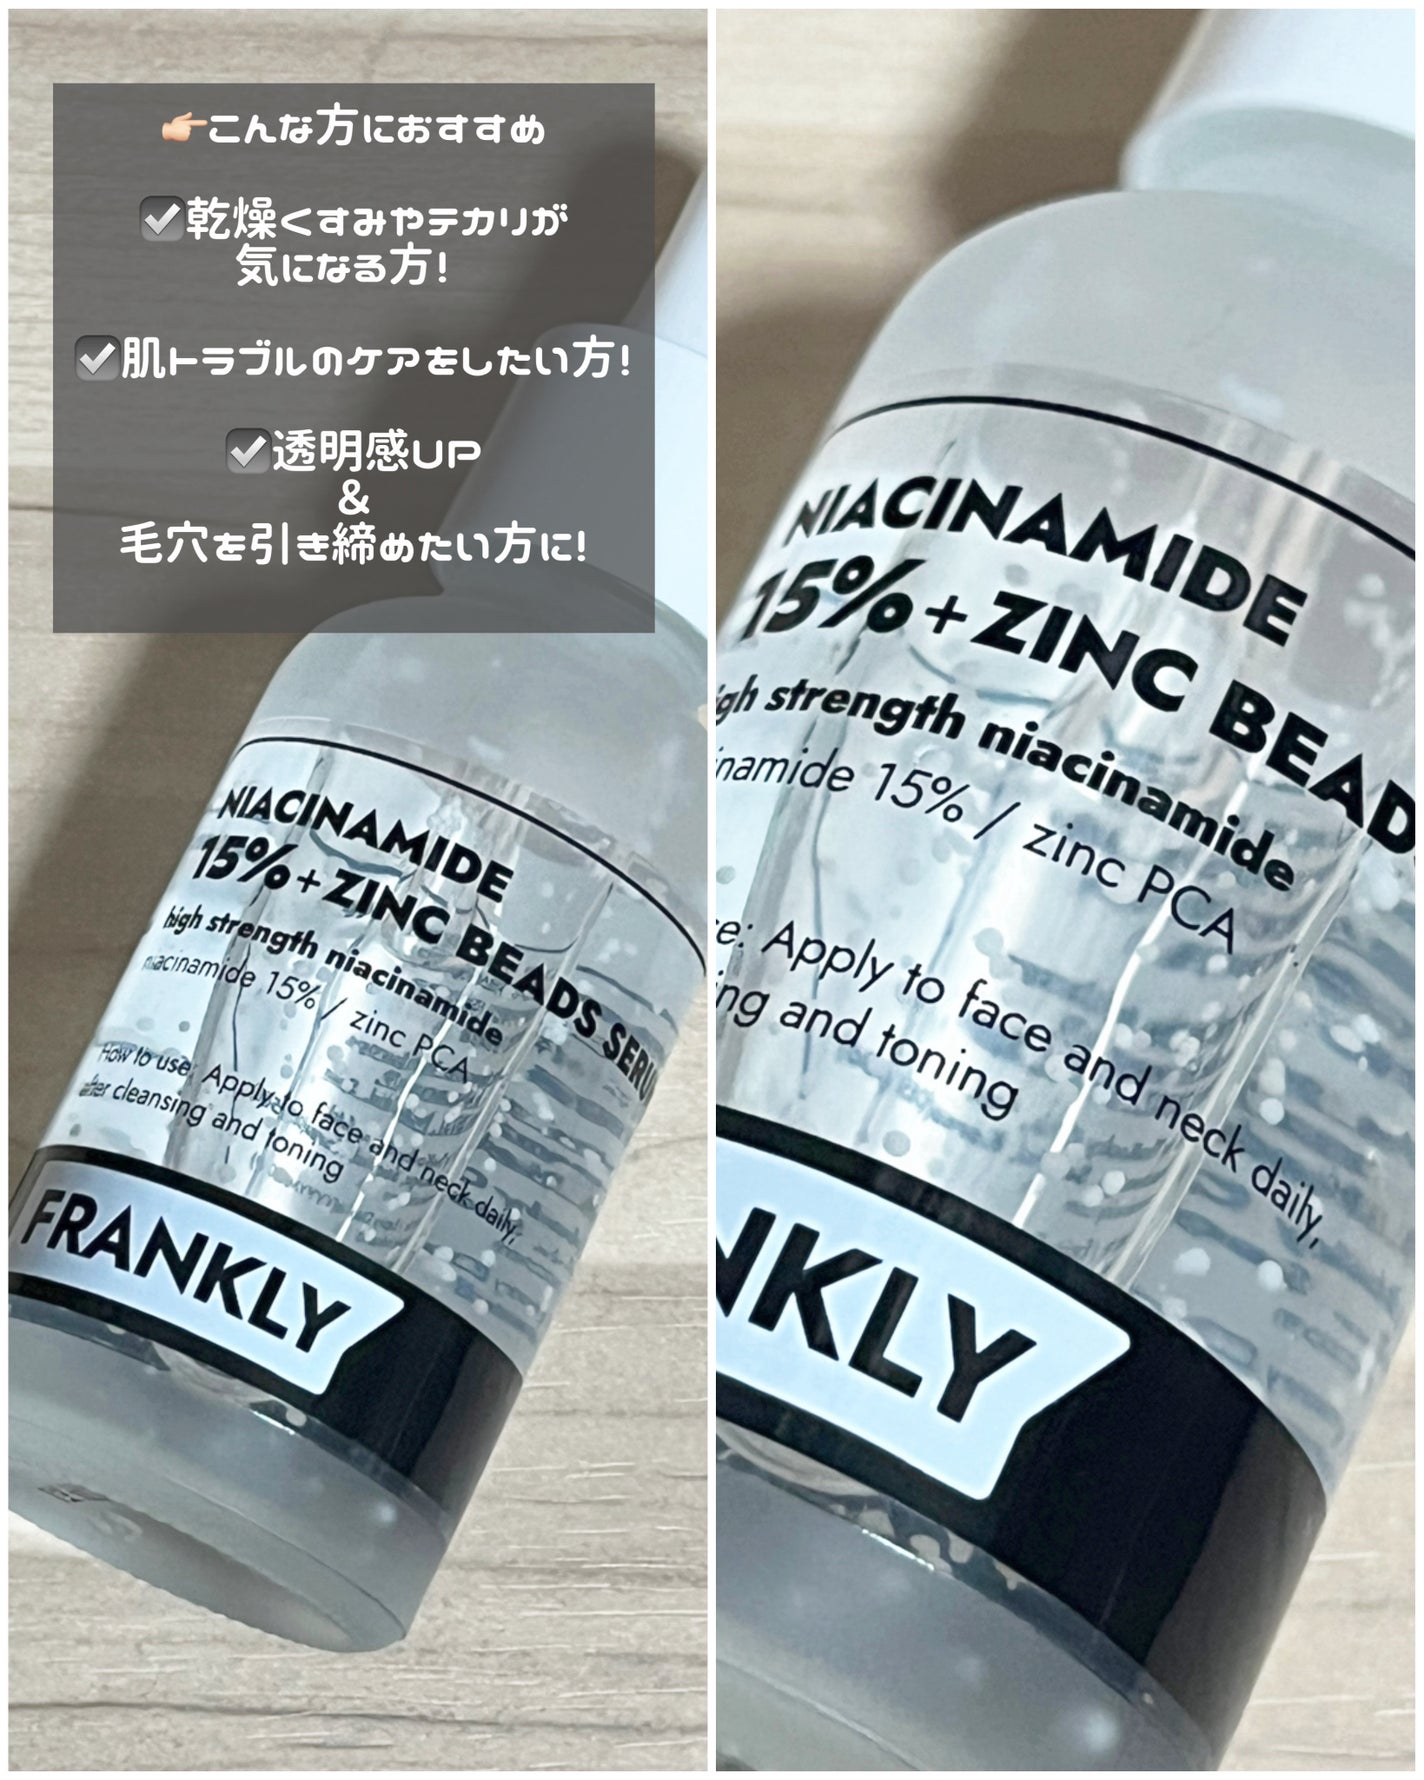 👉🏻こんな方におすすめ
☑乾燥くすみやテカリが
気になる方!
☑肌トラブルのケアをしたい方!
☑透明感UP
&
毛穴を引き締めたい方に!
NIACINAMIDE
15% + ZINC BEADS SERU
high strength niacinamide
niacinamide 15% / zinc PCA
How to use: Apply to face and neck daily,
after cleansing and toning
FRANKLY
NIACINAMIDE
15% + ZINC BEADS
gh strength niacinamide
inamide 15% / zinc PCA
e: Apply to face and neck daily,
ng and toning
NKLY